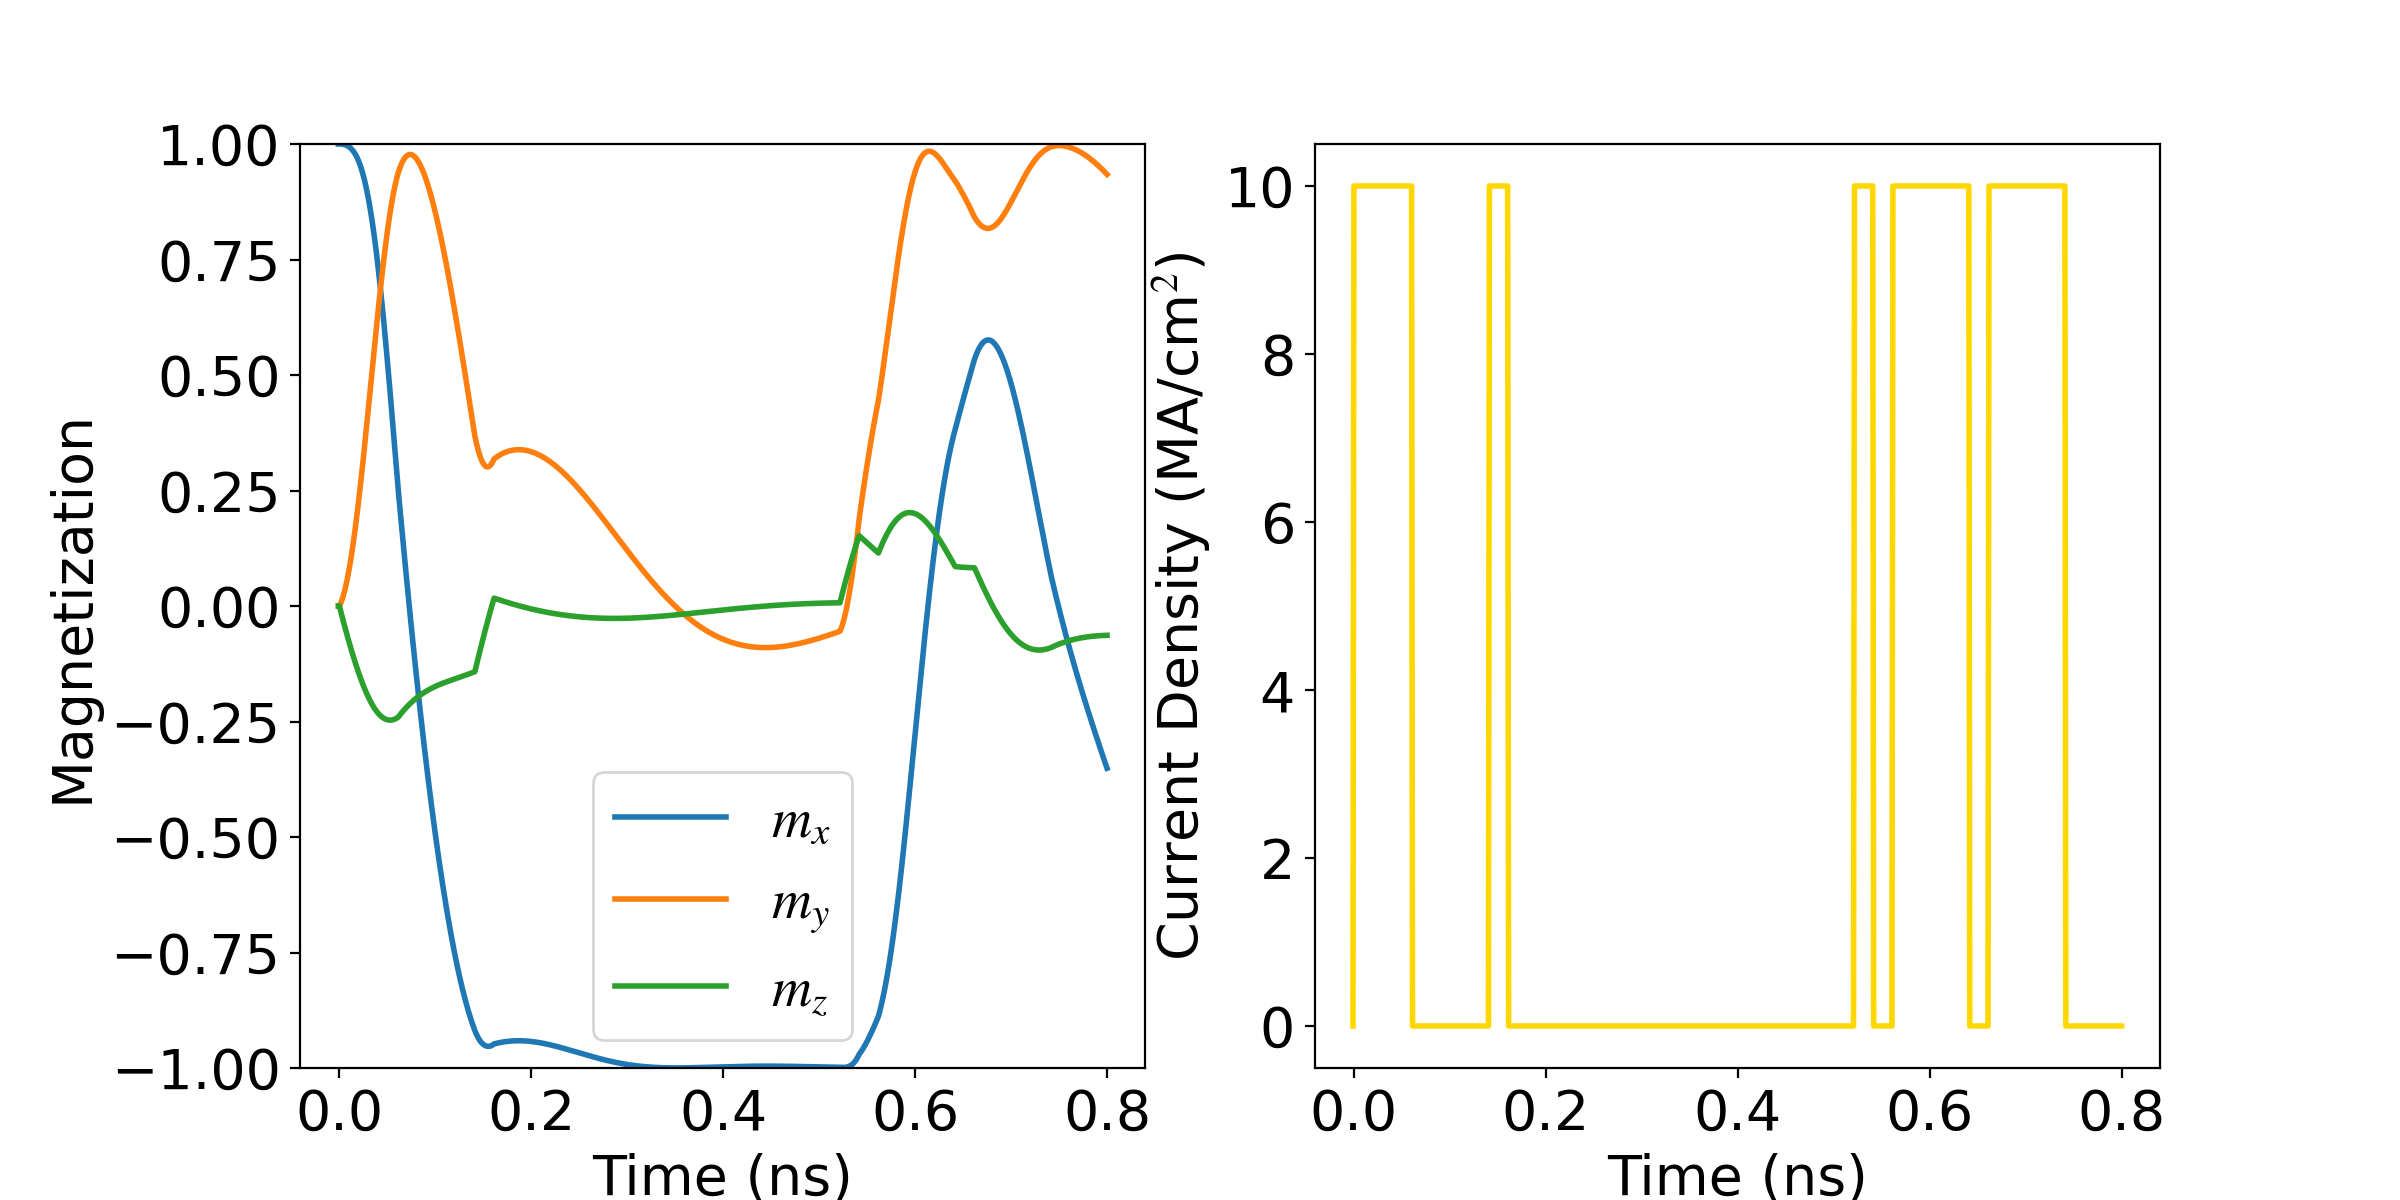 Magnetization
1.00
0.75
0.50
0.25
0.00
−0.25
−0.50
−0.75
−1.00
m_x
m_y
m_z
0.0 0.2 0.4 0.6 0.8
Time (ns)
Current Density (MA/cm²)
10
8
6
4
2
0
0.0 0.2 0.4 0.6 0.8
Time (ns)